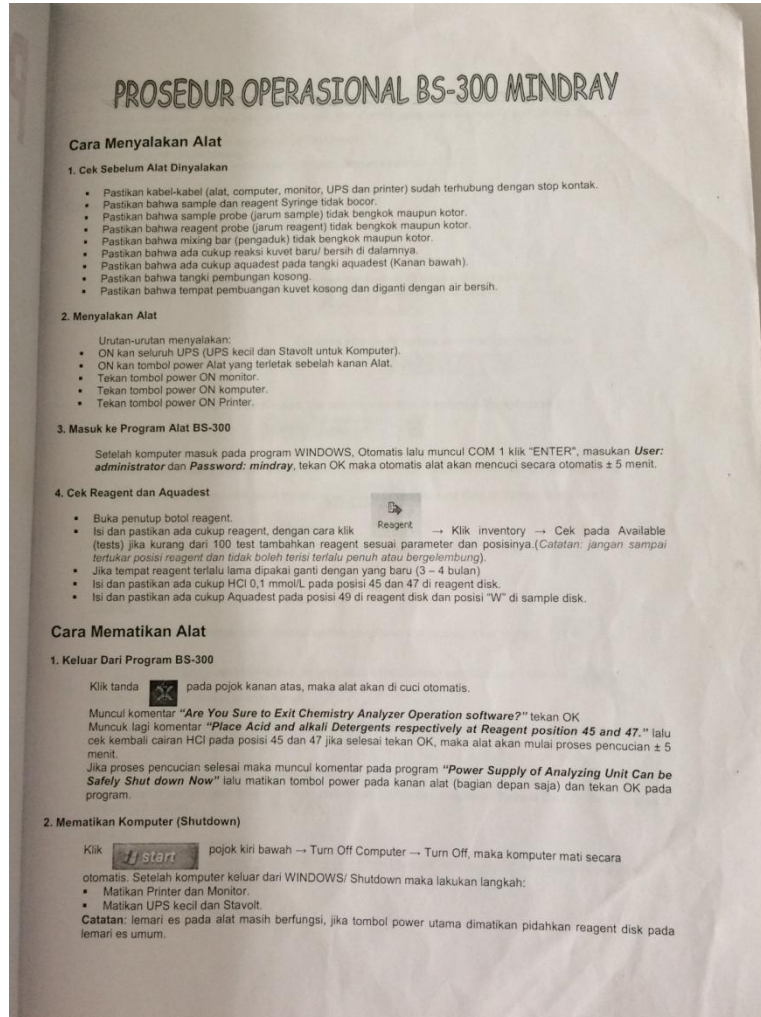 PROSEDUR OPERASIONAL BS-300 MINDRAY
Cara Menyalakan Alat
1. Cek Sebelum Alat Dinyalakan
▪ Pastikan kabel-kabel (alat, computer, monitor, UPS dan printer) sudah terhubung dengan stop kontak.
▪ Pastikan bahwa sample dan reagent Syringe tidak bocor.
▪ Pastikan bahwa sample probe (jarum sample) tidak bengkok maupun kotor.
▪ Pastikan bahwa reagent probe (jarum reagent) tidak bengkok maupun kotor.
▪ Pastikan bahwa mixing bar (pengaduk) tidak bengkok maupun kotor.
▪ Pastikan bahwa ada cukup reaksi kuvet baru/ bersih di dalamnya.
▪ Pastikan bahwa ada cukup aquadest pada tangki aquadest (Kanan bawah).
▪ Pastikan bahwa tangki pembungan kosong.
▪ Pastikan bahwa tempat pembuangan kuvet kosong dan diganti dengan air bersih.
2. Menyalakan Alat
Urutan-urutan menyalakan:
▪ ON kan seluruh UPS (UPS kecil dan Stavolt untuk Komputer).
▪ ON kan tombol power Alat yang terletak sebelah kanan Alat.
▪ Tekan tombol power ON monitor.
▪ Tekan tombol power ON komputer.
▪ Tekan tombol power ON Printer.
3. Masuk ke Program Alat BS-300
Setelah komputer masuk pada program WINDOWS, Otomatis lalu muncul COM 1 klik "ENTER", masukan User:
administrator dan Password: mindray, tekan OK maka otomatis alat akan mencuci secara otomatis ± 5 menit.
4. Cek Reagent dan Aquadest
▪ Buka penutup botol reagent.
▪ Isi dan pastikan ada cukup reagent, dengan cara klik Reagent → Klik inventory → Cek pada Available
(tests) jika kurang dari 100 test tambahkan reagent sesuai parameter dan posisinya.(Catatan: jangan sampai
tertukar posisi reagent dan tidak boleh terisi terlalu penuh atau bergelembung).
▪ Jika tempat reagent terlalu lama dipakai ganti dengan yang baru (3 – 4 bulan)
▪ Isi dan pastikan ada cukup HCl 0,1 mmol/L pada posisi 45 dan 47 di reagent disk.
▪ Isi dan pastikan ada cukup Aquadest pada posisi 49 di reagent disk dan posisi "W" di sample disk.
Cara Mematikan Alat
1. Keluar Dari Program BS-300
Klik tanda pada pojok kanan atas, maka alat akan di cuci otomatis.
Muncul komentar "Are You Sure to Exit Chemistry Analyzer Operation software?" tekan OK
Muncuk lagi komentar "Place Acid and alkali Detergents respectively at Reagent position 45 and 47." lalu
cek kembali cairan HCl pada posisi 45 dan 47 jika selesai tekan OK, maka alat akan mulai proses pencucian ± 5
menit.
Jika proses pencucian selesai maka muncul komentar pada program "Power Supply of Analyzing Unit Can be
Safely Shut down Now" lalu matikan tombol power pada kanan alat (bagian depan saja) dan tekan OK pada
program.
2. Mematikan Komputer (Shutdown)
Klik start pojok kiri bawah → Turn Off Computer → Turn Off, maka komputer mati secara
otomatis. Setelah komputer keluar dari WINDOWS/ Shutdown maka lakukan langkah:
▪ Matikan Printer dan Monitor.
▪ Matikan UPS kecil dan Stavolt.
Catatan: lemari es pada alat masih berfungsi, jika tombol power utama dimatikan pidahkan reagent disk pada
lemari es umum.